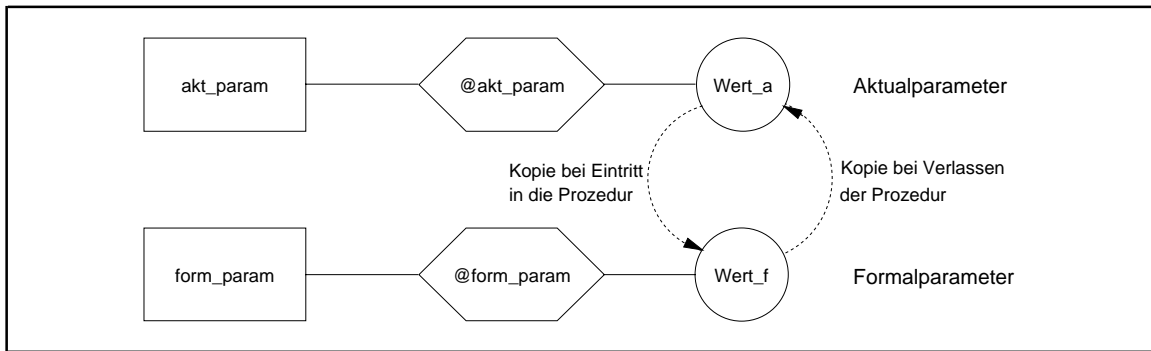 akt_param @akt_param Wert_a Aktualparameter
Kopie bei Eintritt
in die Prozedur
Kopie bei Verlassen
der Prozedur
form_param @form_param Wert_f Formalparameter